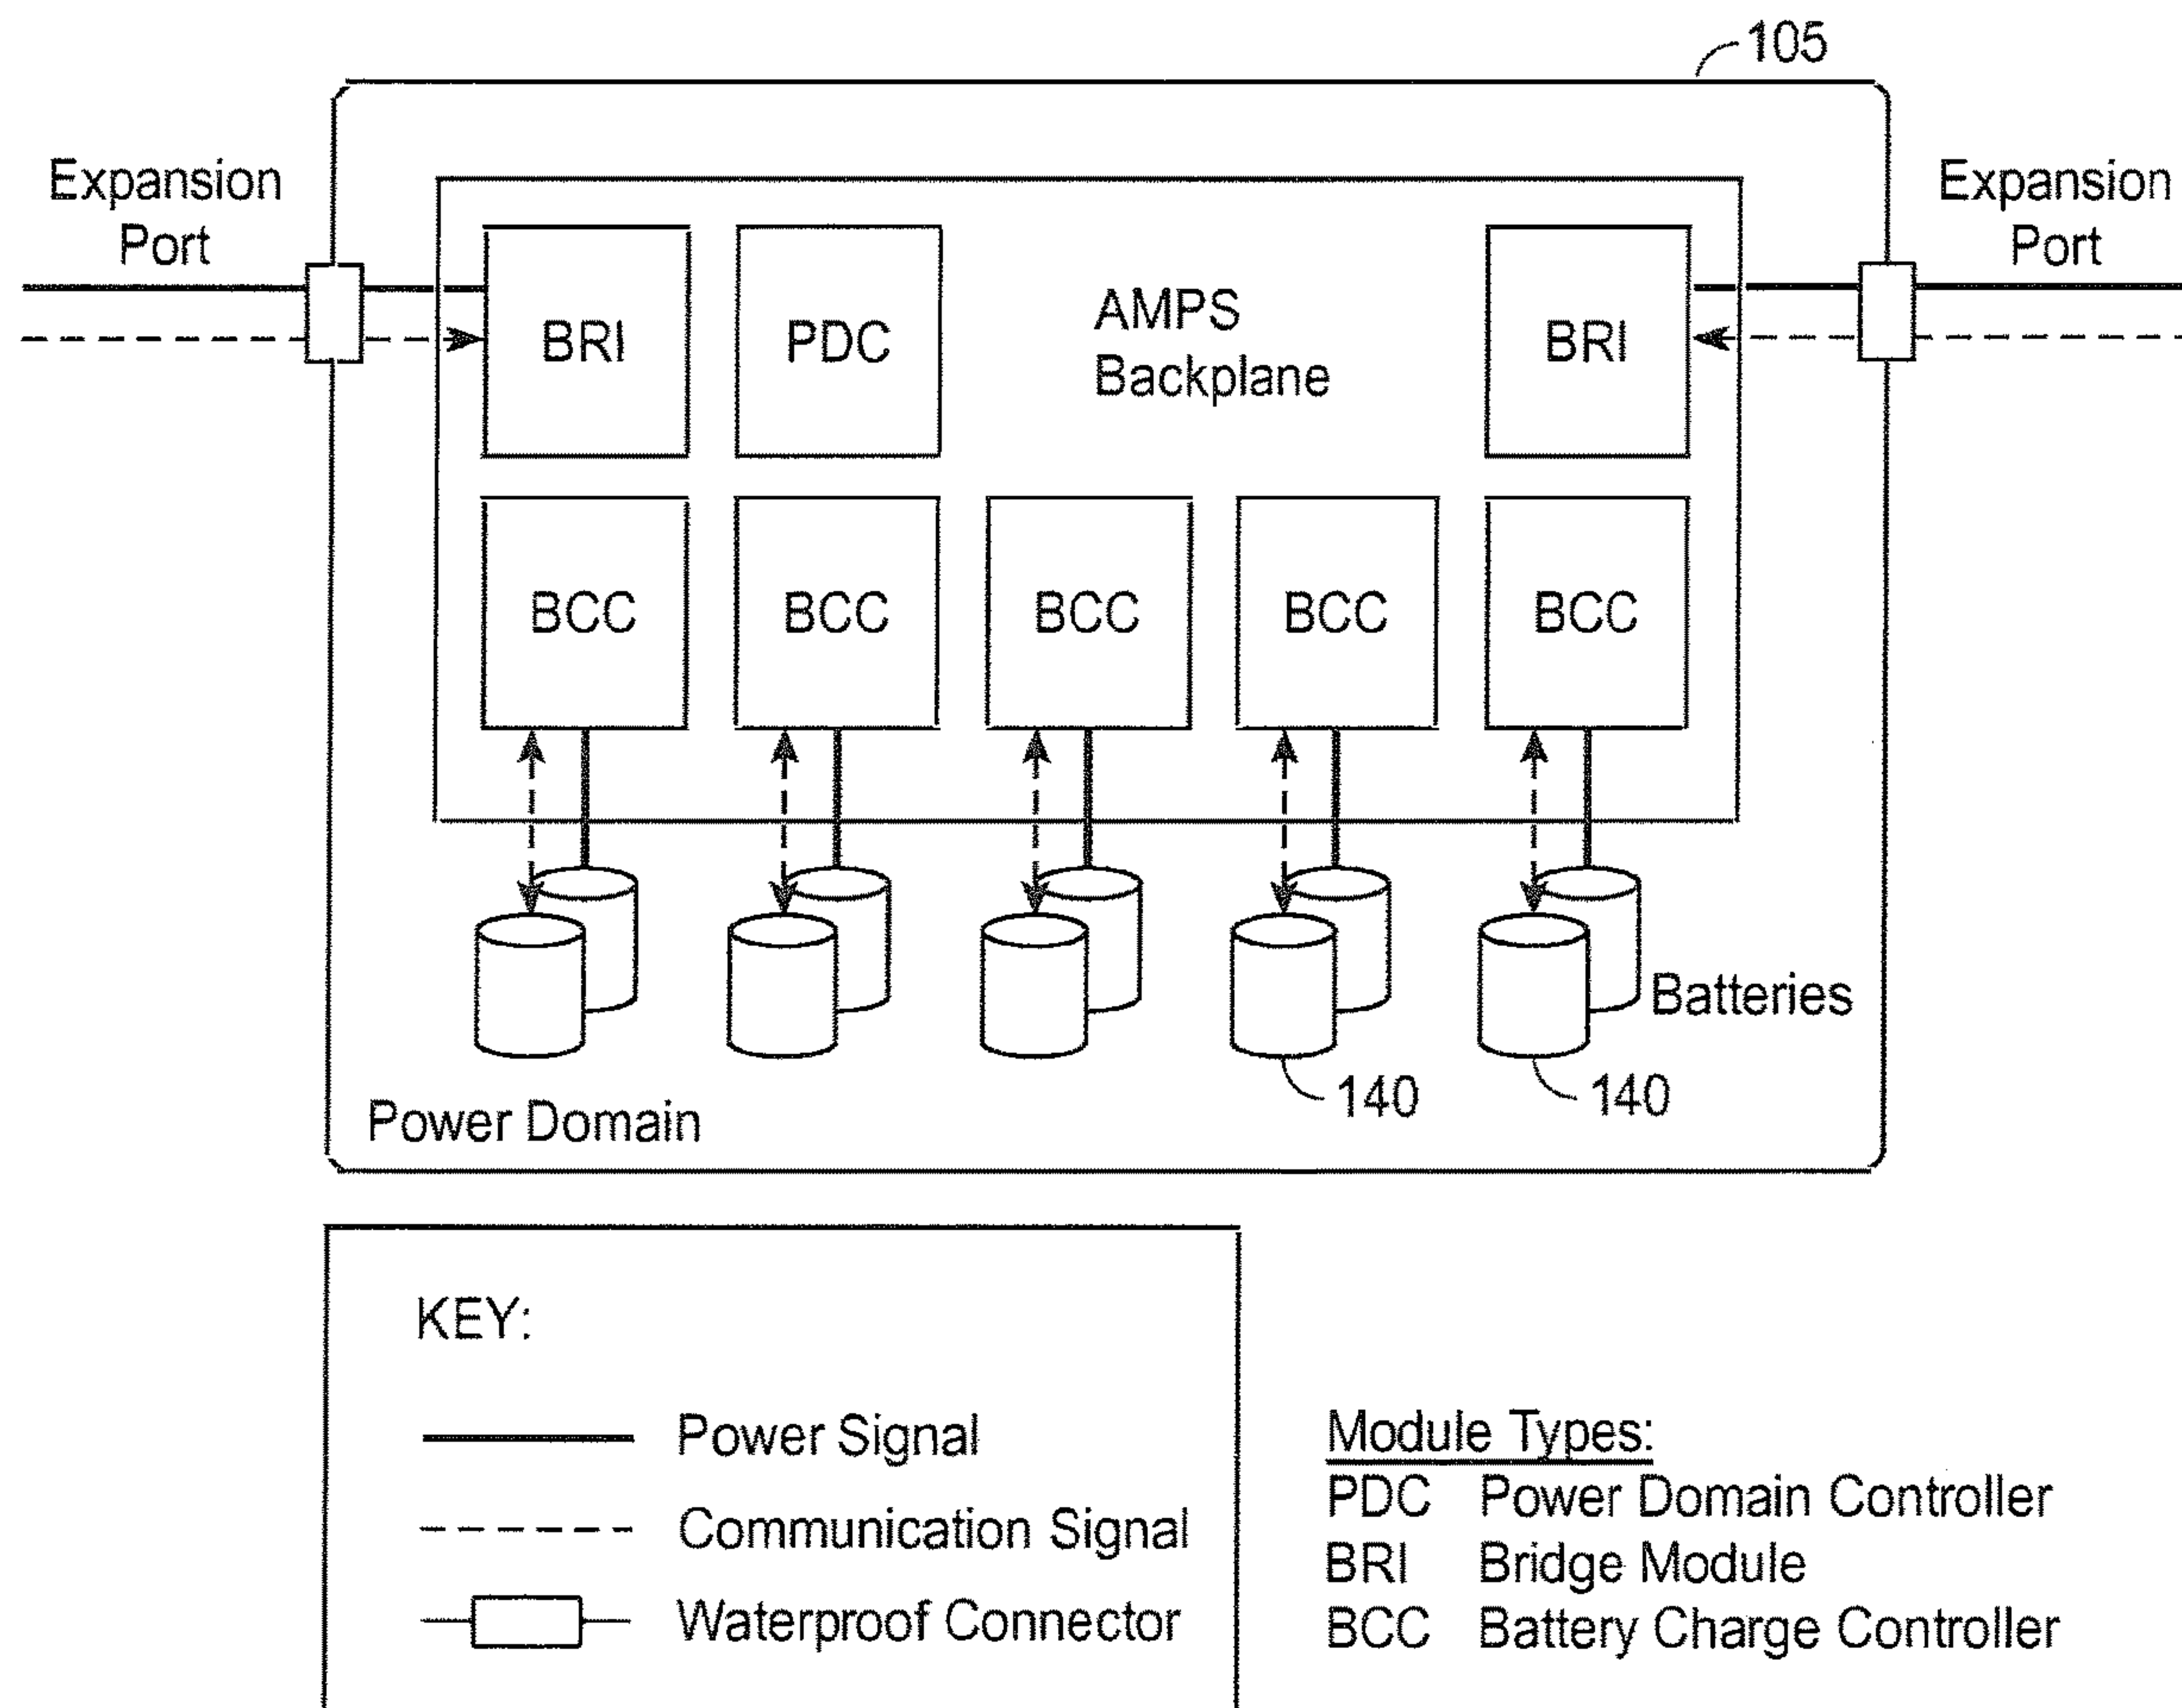 105
Expansion
Port
Expansion
Port
BRI
PDC
AMPS
Backplane
BRI
BCC
BCC
BCC
BCC
BCC
Batteries
140
140
Power Domain
KEY:
Power Signal
Communication Signal
Waterproof Connector
Module Types:
PDC Power Domain Controller
BRI Bridge Module
BCC Battery Charge Controller